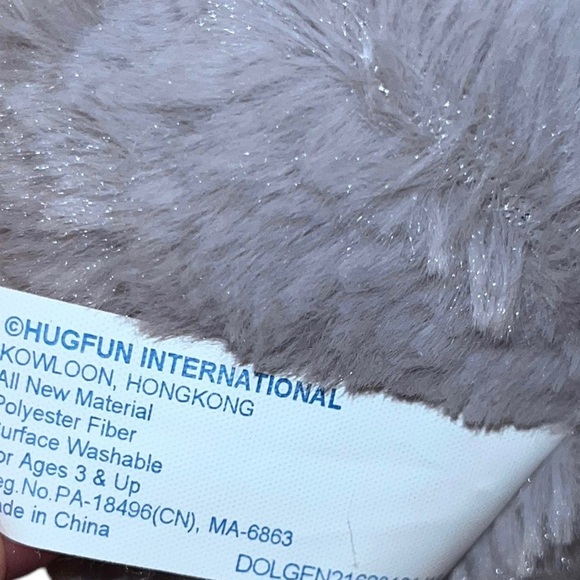 ©HUGFUN INTERNATIONAL
KOWLOON, HONGKONG
All New Material
Polyester Fiber
urface Washable
or Ages 3 & Up
eg.No.PA-18496(CN), MA-6863
ade in China